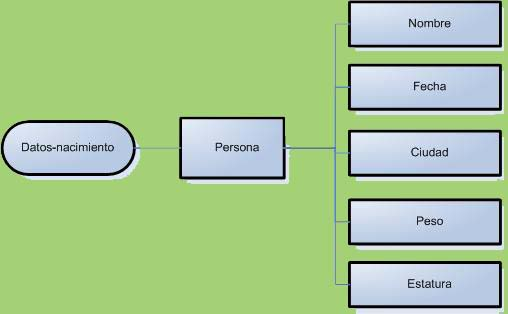 Nombre
Fecha
Datos-nacimiento
Persona
Ciudad
Peso
Estatura